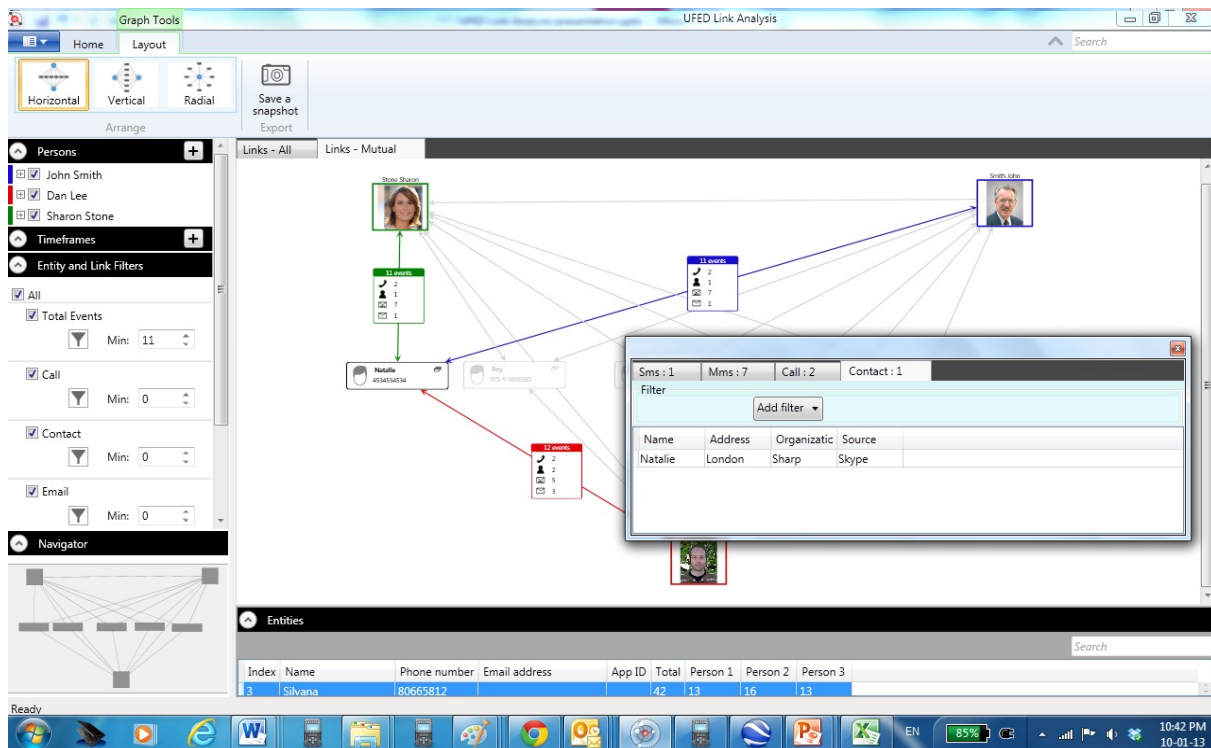 Graph Tools
UFED Link Analysis
Home
Layout
Search
Horizontal
Vertical
Radial
Save a
snapshot
Arrange
Export
Persons
John Smith
Dan Lee
Sharon Stone
Timeframes
Entity and Link Filters
All
Total Events
Min: 11
Call
Min: 0
Contact
Min: 0
Email
Min: 0
Navigator
Links - All
Links - Mutual
Stone Sharon
Smith John
11 events
2
1
7
1
11 events
2
1
7
1
Natalie
4534534534
Roy
12 events
2
2
5
3
Sms : 1
Mms : 7
Call : 2
Contact : 1
Filter
Add filter
Name Address Organizatic Source
Natalie London Sharp Skype
Entities
Search
Index Name Phone number Email address App ID Total Person 1 Person 2 Person 3
3 Silvana 80665812 42 13 16 13
Ready
EN
85%
10:42 PM
10-01-13